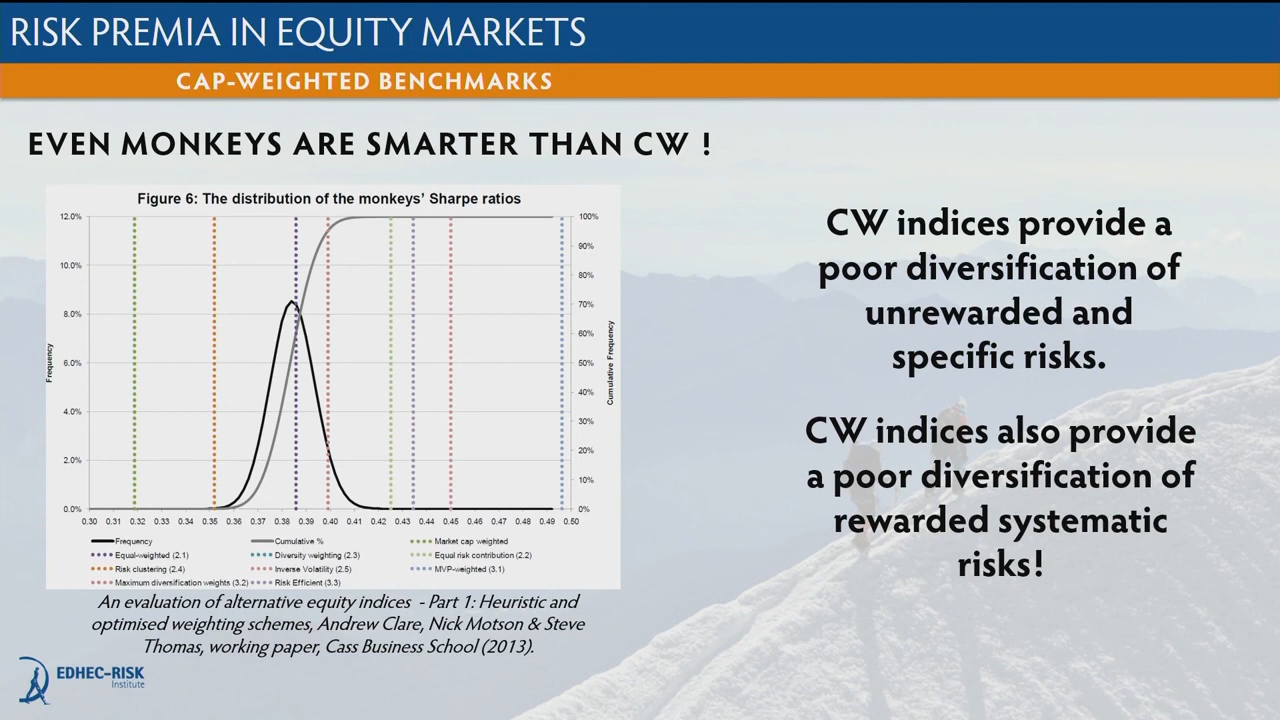 RISK PREMIA IN EQUITY MARKETS
CAP-WEIGHTED BENCHMARKS
EVEN MONKEYS ARE SMARTER THAN CW !
Figure 6: The distribution of the monkeys' Sharpe ratios
12.0%
10.0%
8.0%
6.0%
4.0%
2.0%
0.0%
Frequency
100%
90%
80%
70%
60%
50%
40%
30%
20%
10%
0%
Cumulative Frequency
0.30 0.31 0.32 0.33 0.34 0.35 0.36 0.37 0.38 0.39 0.40 0.41 0.42 0.43 0.44 0.45 0.46 0.47 0.48 0.49 0.50
Frequency Cumulative % Market cap weighted
Equal-weighted (2.1) Diversity weighting (2.3) Equal risk contribution (2.2)
Risk clustering (2.4) Inverse Volatility (2.5) MVP-weighted (3.1)
Maximum diversification weights (3.2) Risk Efficient (3.3)
An evaluation of alternative equity indices - Part 1: Heuristic and
optimised weighting schemes, Andrew Clare, Nick Motson & Steve
Thomas, working paper, Cass Business School (2013).
CW indices provide a
poor diversification of
unrewarded and
specific risks.
CW indices also provide
a poor diversification of
rewarded systematic
risks!
EDHEC-RISK
Institute